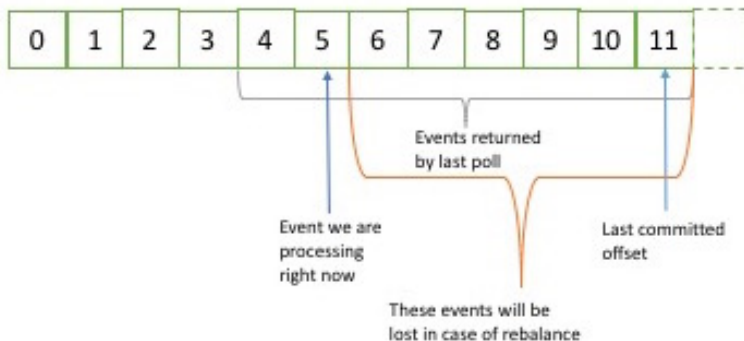 0 1 2 3 4 5 6 7 8 9 10 11
Events returned
by last poll
Event we are
processing
right now
Last committed
offset
These events will be
lost in case of rebalance